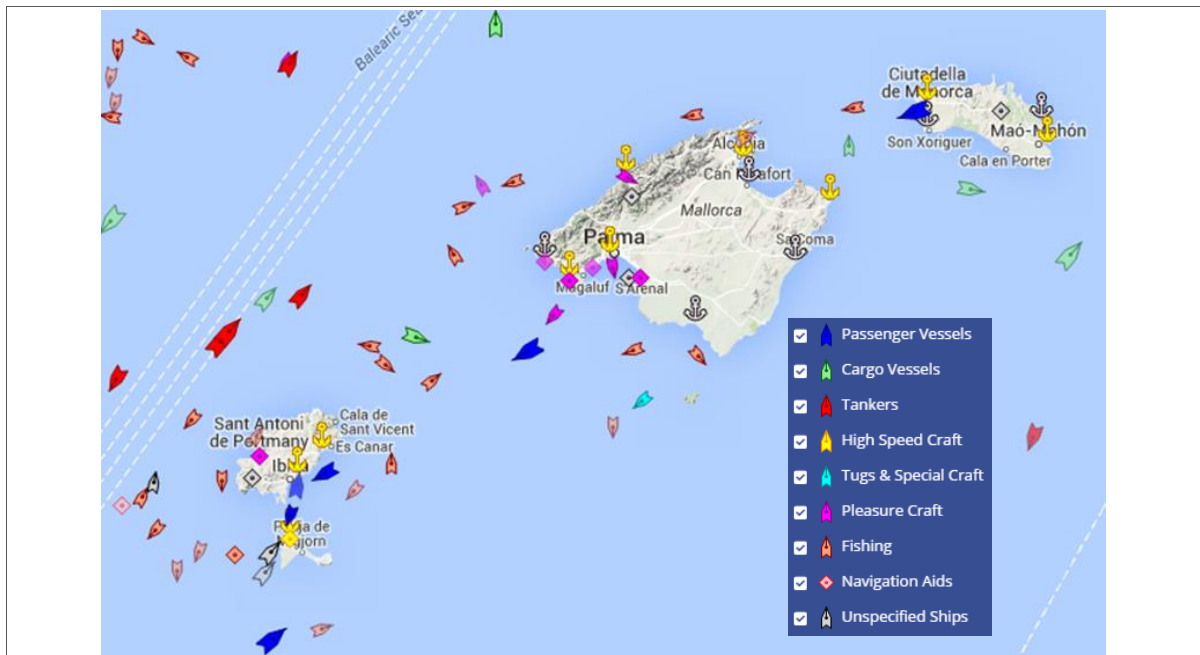 Balearic Sea
Ciutadella
de Menorca
Maó-Mahón
Son Xoriguer
Cala en Porter
Alcudia
Can Picafort
Mallorca
Palma
Sa Coma
Magaluf
S'Arenal
Sant Antoni
de Portmany
Cala de
Sant Vicent
Es Canar
Ibiza
Platja de
Migjorn
Passenger Vessels
Cargo Vessels
Tankers
High Speed Craft
Tugs & Special Craft
Pleasure Craft
Fishing
Navigation Aids
Unspecified Ships